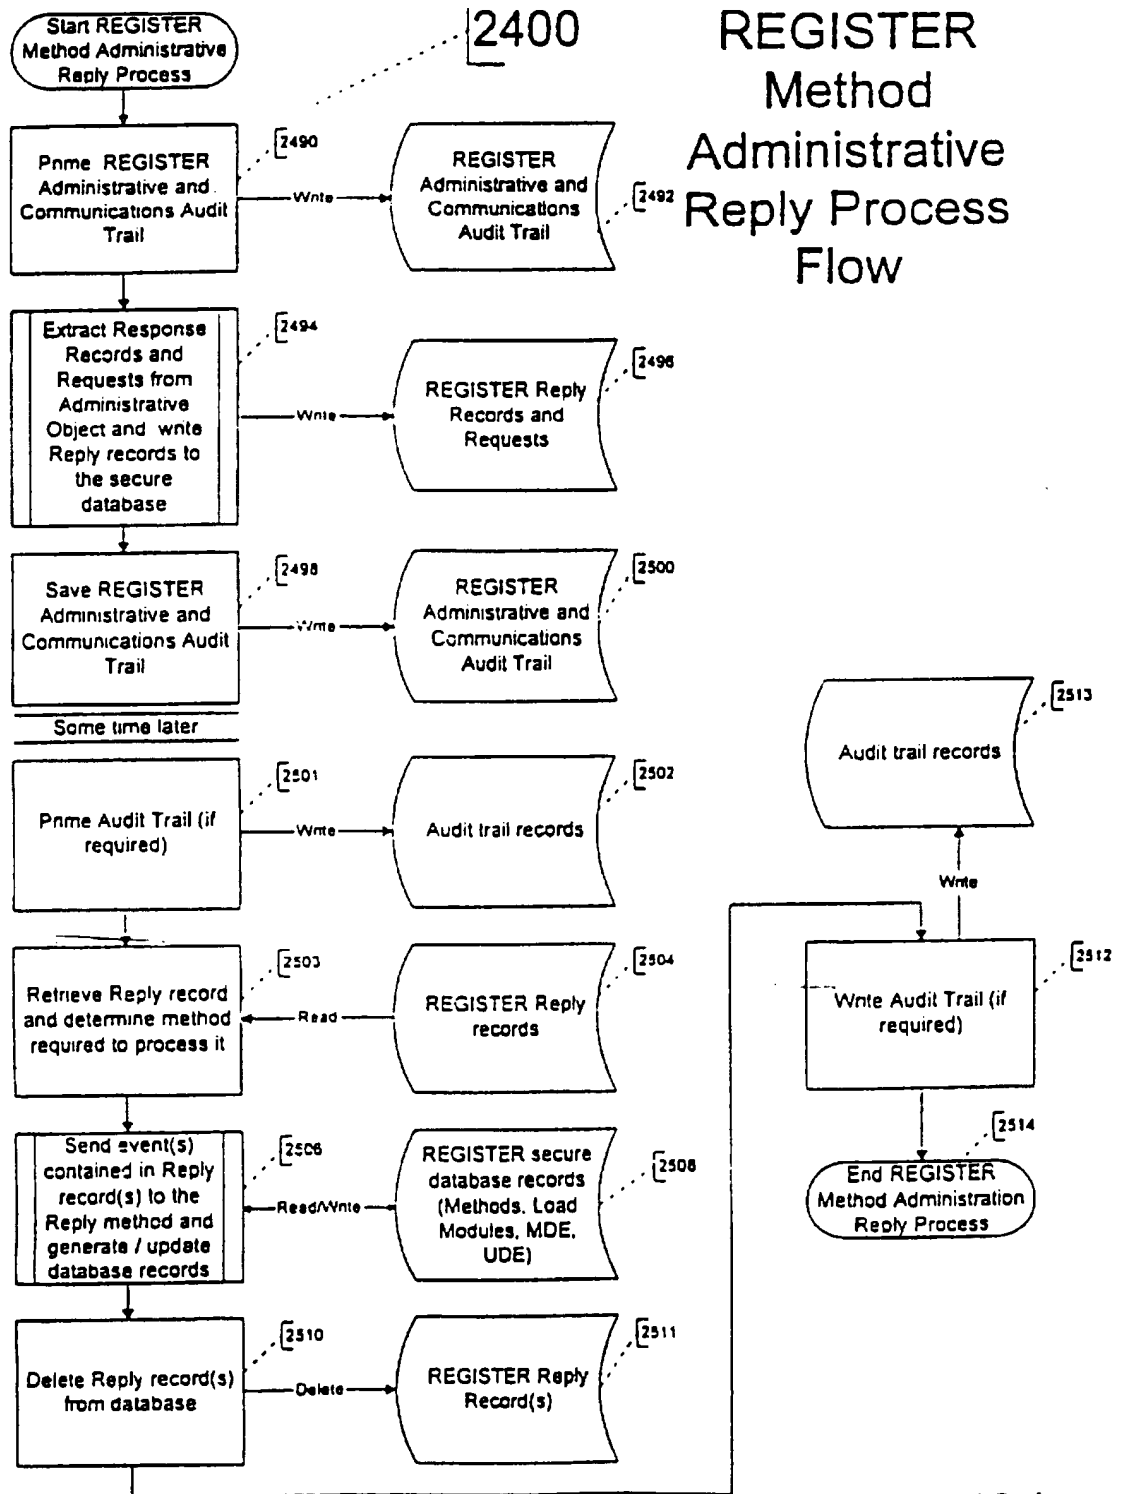 Start REGISTER
Method Administrative
Reply Process
2400
REGISTER
Method
Administrative
Reply Process
Flow
Prime REGISTER
Administrative and
Communications Audit
Trail
2490
Write
REGISTER
Administrative and
Communications
Audit Trail
2492
Extract Response
Records and
Requests from
Administrative
Object and write
Reply records to
the secure
database
2494
Write
REGISTER Reply
Records and
Requests
2496
Save REGISTER
Administrative and
Communications Audit
Trail
2498
Write
REGISTER
Administrative and
Communications
Audit Trail
2500
Some time later
Prime Audit Trail (if
required)
2501
Write
Audit trail records
2502
Retrieve Reply record
and determine method
required to process it
2503
Read
REGISTER Reply
records
2504
Send event(s)
contained in Reply
record(s) to the
Reply method and
generate / update
database records
2506
Read/Write
REGISTER secure
database records
(Methods, Load
Modules, MDE,
UDE)
2508
Delete Reply record(s)
from database
2510
Delete
REGISTER Reply
Record(s)
2511
Audit trail records
2513
Write
Write Audit Trail (if
required)
2512
2514
End REGISTER
Method Administration
Reply Process